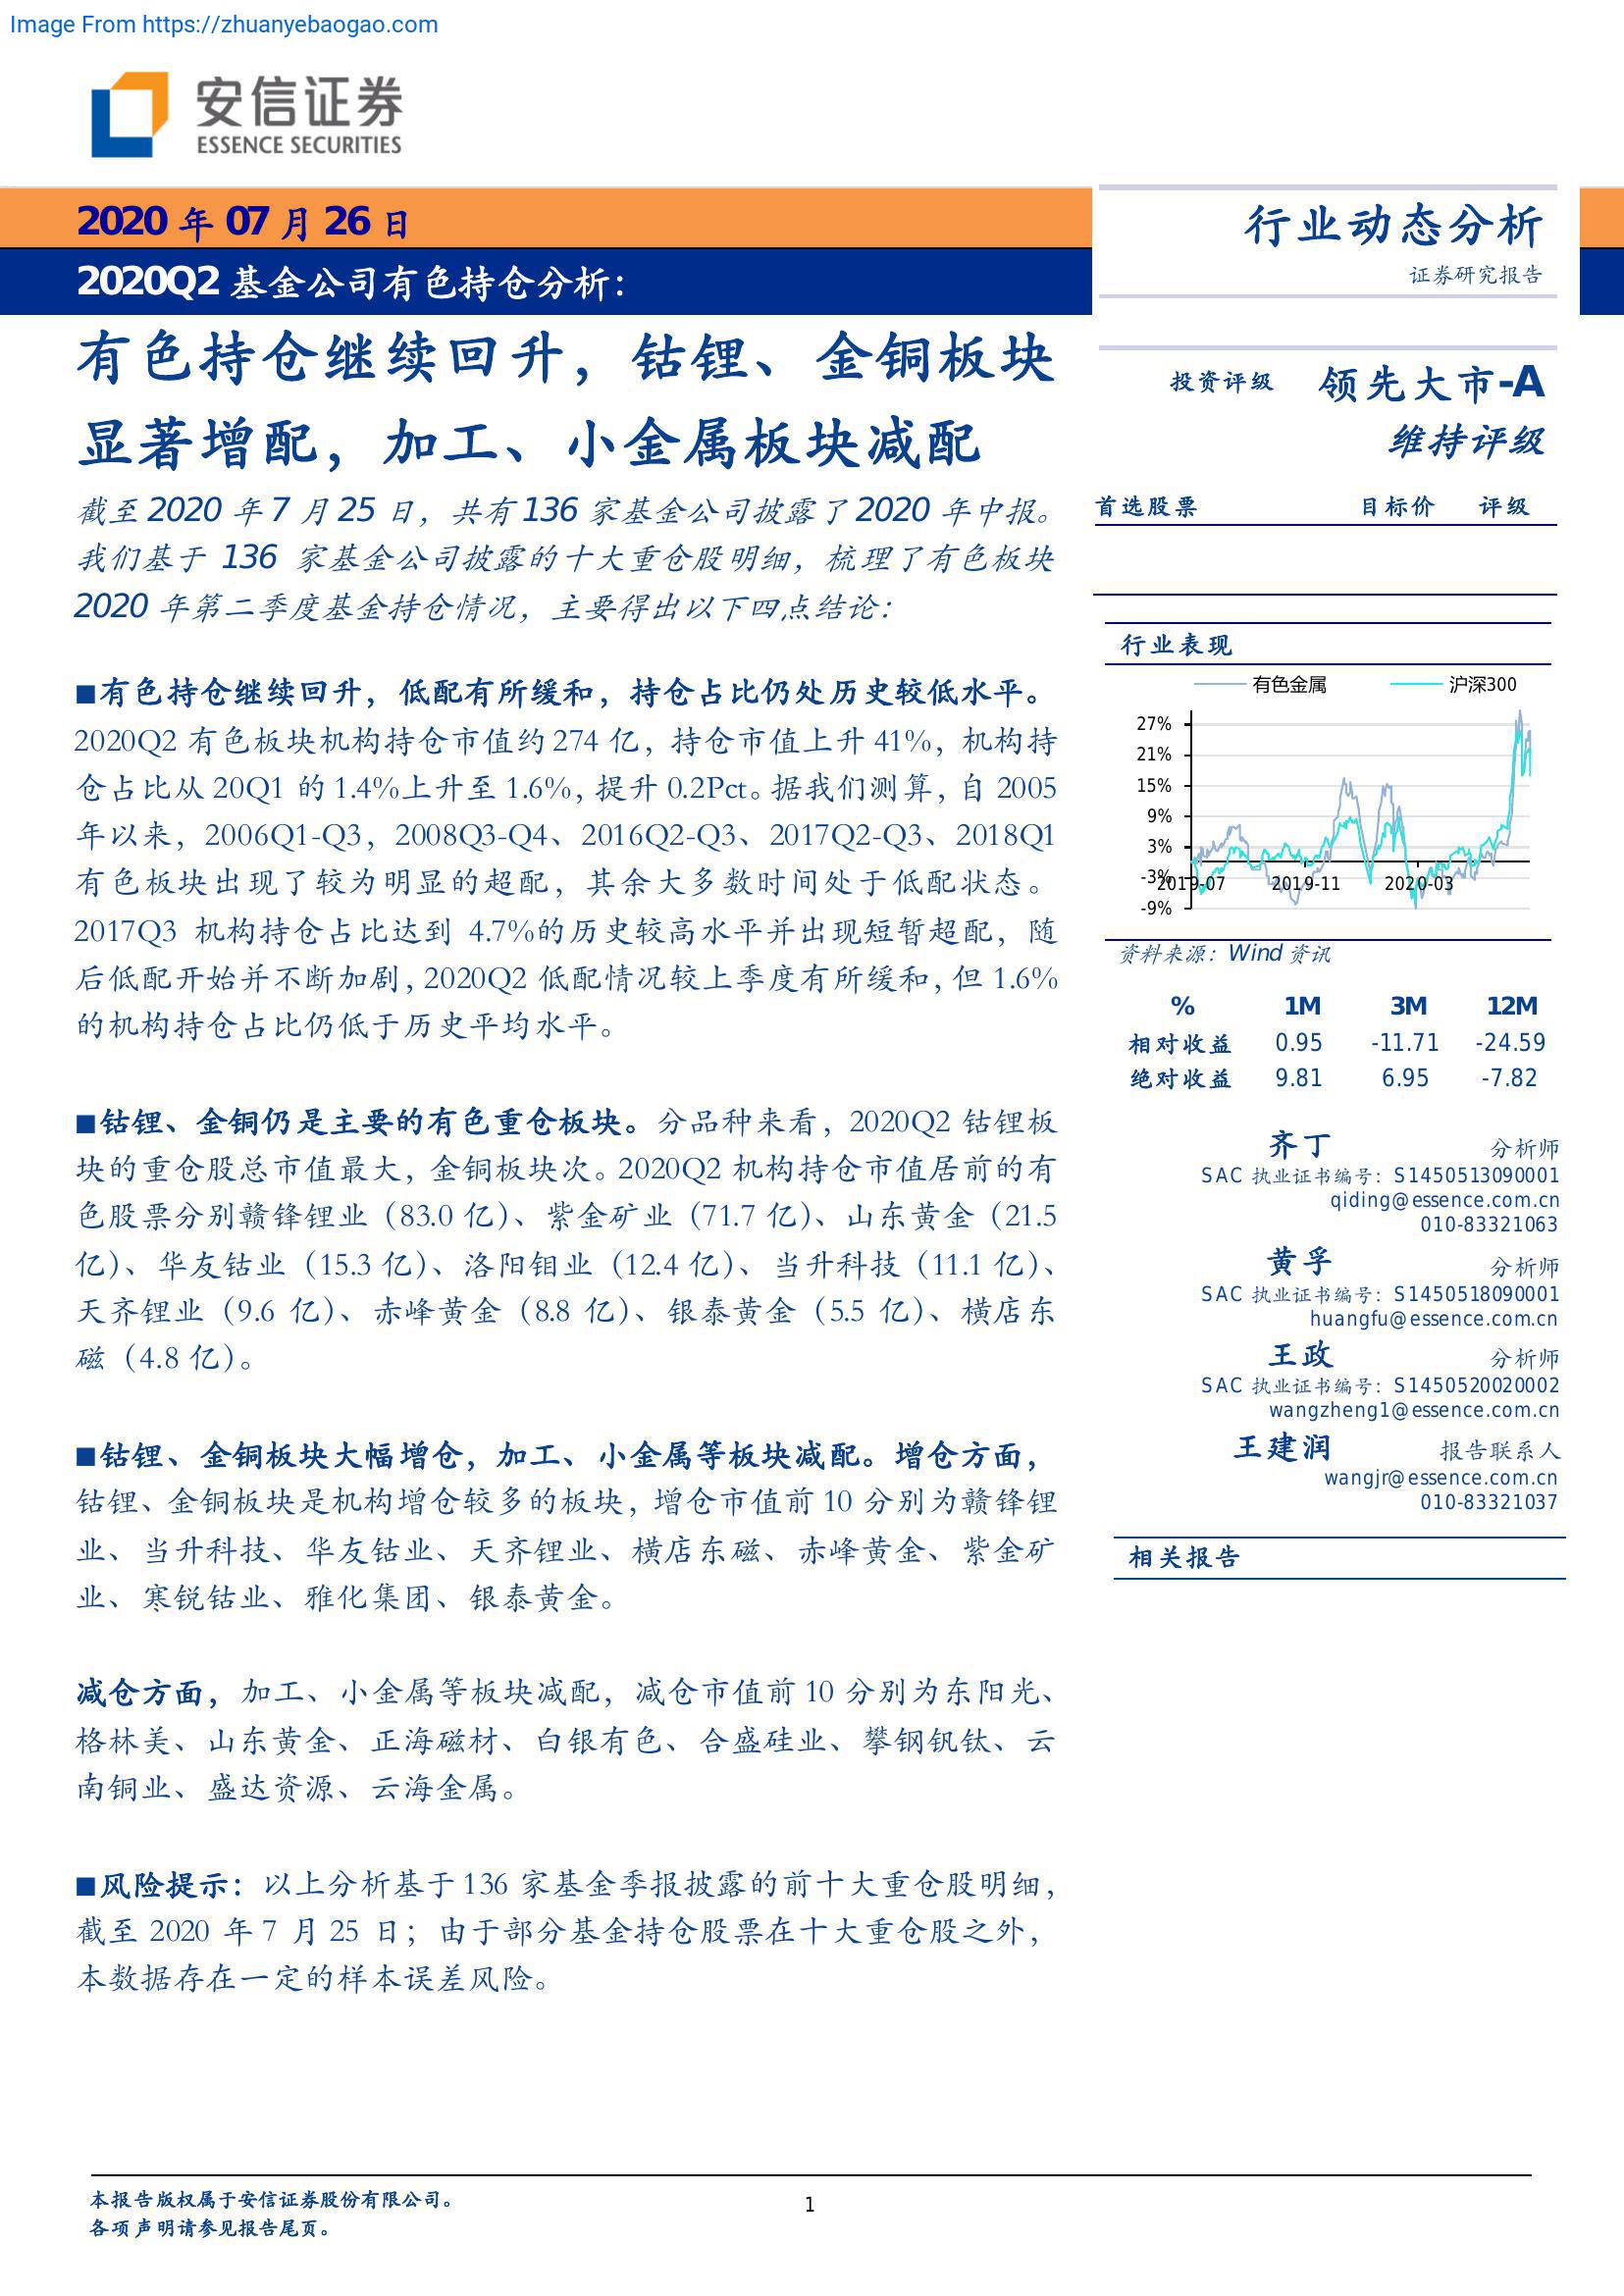 Image From https://zhuanyebaogao.com
安信证券
ESSENCE SECURITIES
2020 年 07 月 26 日
2020Q2 基金公司有色持仓分析：
行业动态分析
证券研究报告
有色持仓继续回升，钴锂、金铜板块
显著增配，加工、小金属板块减配
截至 2020 年 7 月 25 日，共有 136 家基金公司披露了 2020 年中报。
我们基于 136 家基金公司披露的十大重仓股明细，梳理了有色板块
2020 年第二季度基金持仓情况，主要得出以下四点结论：
■有色持仓继续回升，低配有所缓和，持仓占比仍处历史较低水平。
2020Q2 有色板块机构持仓市值约 274 亿，持仓市值上升 41%，机构持
仓占比从 20Q1 的 1.4%上升至 1.6%，提升 0.2Pct。据我们测算，自 2005
年以来，2006Q1-Q3，2008Q3-Q4、2016Q2-Q3、2017Q2-Q3、2018Q1
有色板块出现了较为明显的超配，其余大多数时间处于低配状态。
2017Q3 机构持仓占比达到 4.7%的历史较高水平并出现短暂超配，随
后低配开始并不断加剧，2020Q2 低配情况较上季度有所缓和，但 1.6%
的机构持仓占比仍低于历史平均水平。
■钴锂、金铜仍是主要的有色重仓板块。分品种来看，2020Q2 钴锂板
块的重仓股总市值最大，金铜板块次。2020Q2 机构持仓市值居前的有
色股票分别赣锋锂业（83.0 亿）、紫金矿业（71.7 亿）、山东黄金（21.5
亿）、华友钴业（15.3 亿）、洛阳钼业（12.4 亿）、当升科技（11.1 亿）、
天齐锂业（9.6 亿）、赤峰黄金（8.8 亿）、银泰黄金（5.5 亿）、横店东
磁（4.8 亿）。
■钴锂、金铜板块大幅增仓，加工、小金属等板块减配。增仓方面，
钴锂、金铜板块是机构增仓较多的板块，增仓市值前 10 分别为赣锋锂
业、当升科技、华友钴业、天齐锂业、横店东磁、赤峰黄金、紫金矿
业、寒锐钴业、雅化集团、银泰黄金。
减仓方面，加工、小金属等板块减配，减仓市值前 10 分别为东阳光、
格林美、山东黄金、正海磁材、白银有色、合盛硅业、攀钢钒钛、云
南铜业、盛达资源、云海金属。
■风险提示：以上分析基于 136 家基金季报披露的前十大重仓股明细，
截至 2020 年 7 月 25 日；由于部分基金持仓股票在十大重仓股之外，
本数据存在一定的样本误差风险。
投资评级 领先大市-A
维持评级
首选股票 目标价 评级
行业表现
有色金属 沪深300
27%
21%
15%
9%
3%
-3%
-9%
2019-07 2019-11 2020-03
资料来源：Wind 资讯
% 1M 3M 12M
相对收益 0.95 -11.71 -24.59
绝对收益 9.81 6.95 -7.82
齐丁 分析师
SAC 执业证书编号：S1450513090001
qiding@essence.com.cn
010-83321063
黄孚 分析师
SAC 执业证书编号：S1450518090001
huangfu@essence.com.cn
王政 分析师
SAC 执业证书编号：S1450520020002
wangzheng1@essence.com.cn
王建润 报告联系人
wangjr@essence.com.cn
010-83321037
相关报告
本报告版权属于安信证券股份有限公司。
各项声明请参见报告尾页。
1